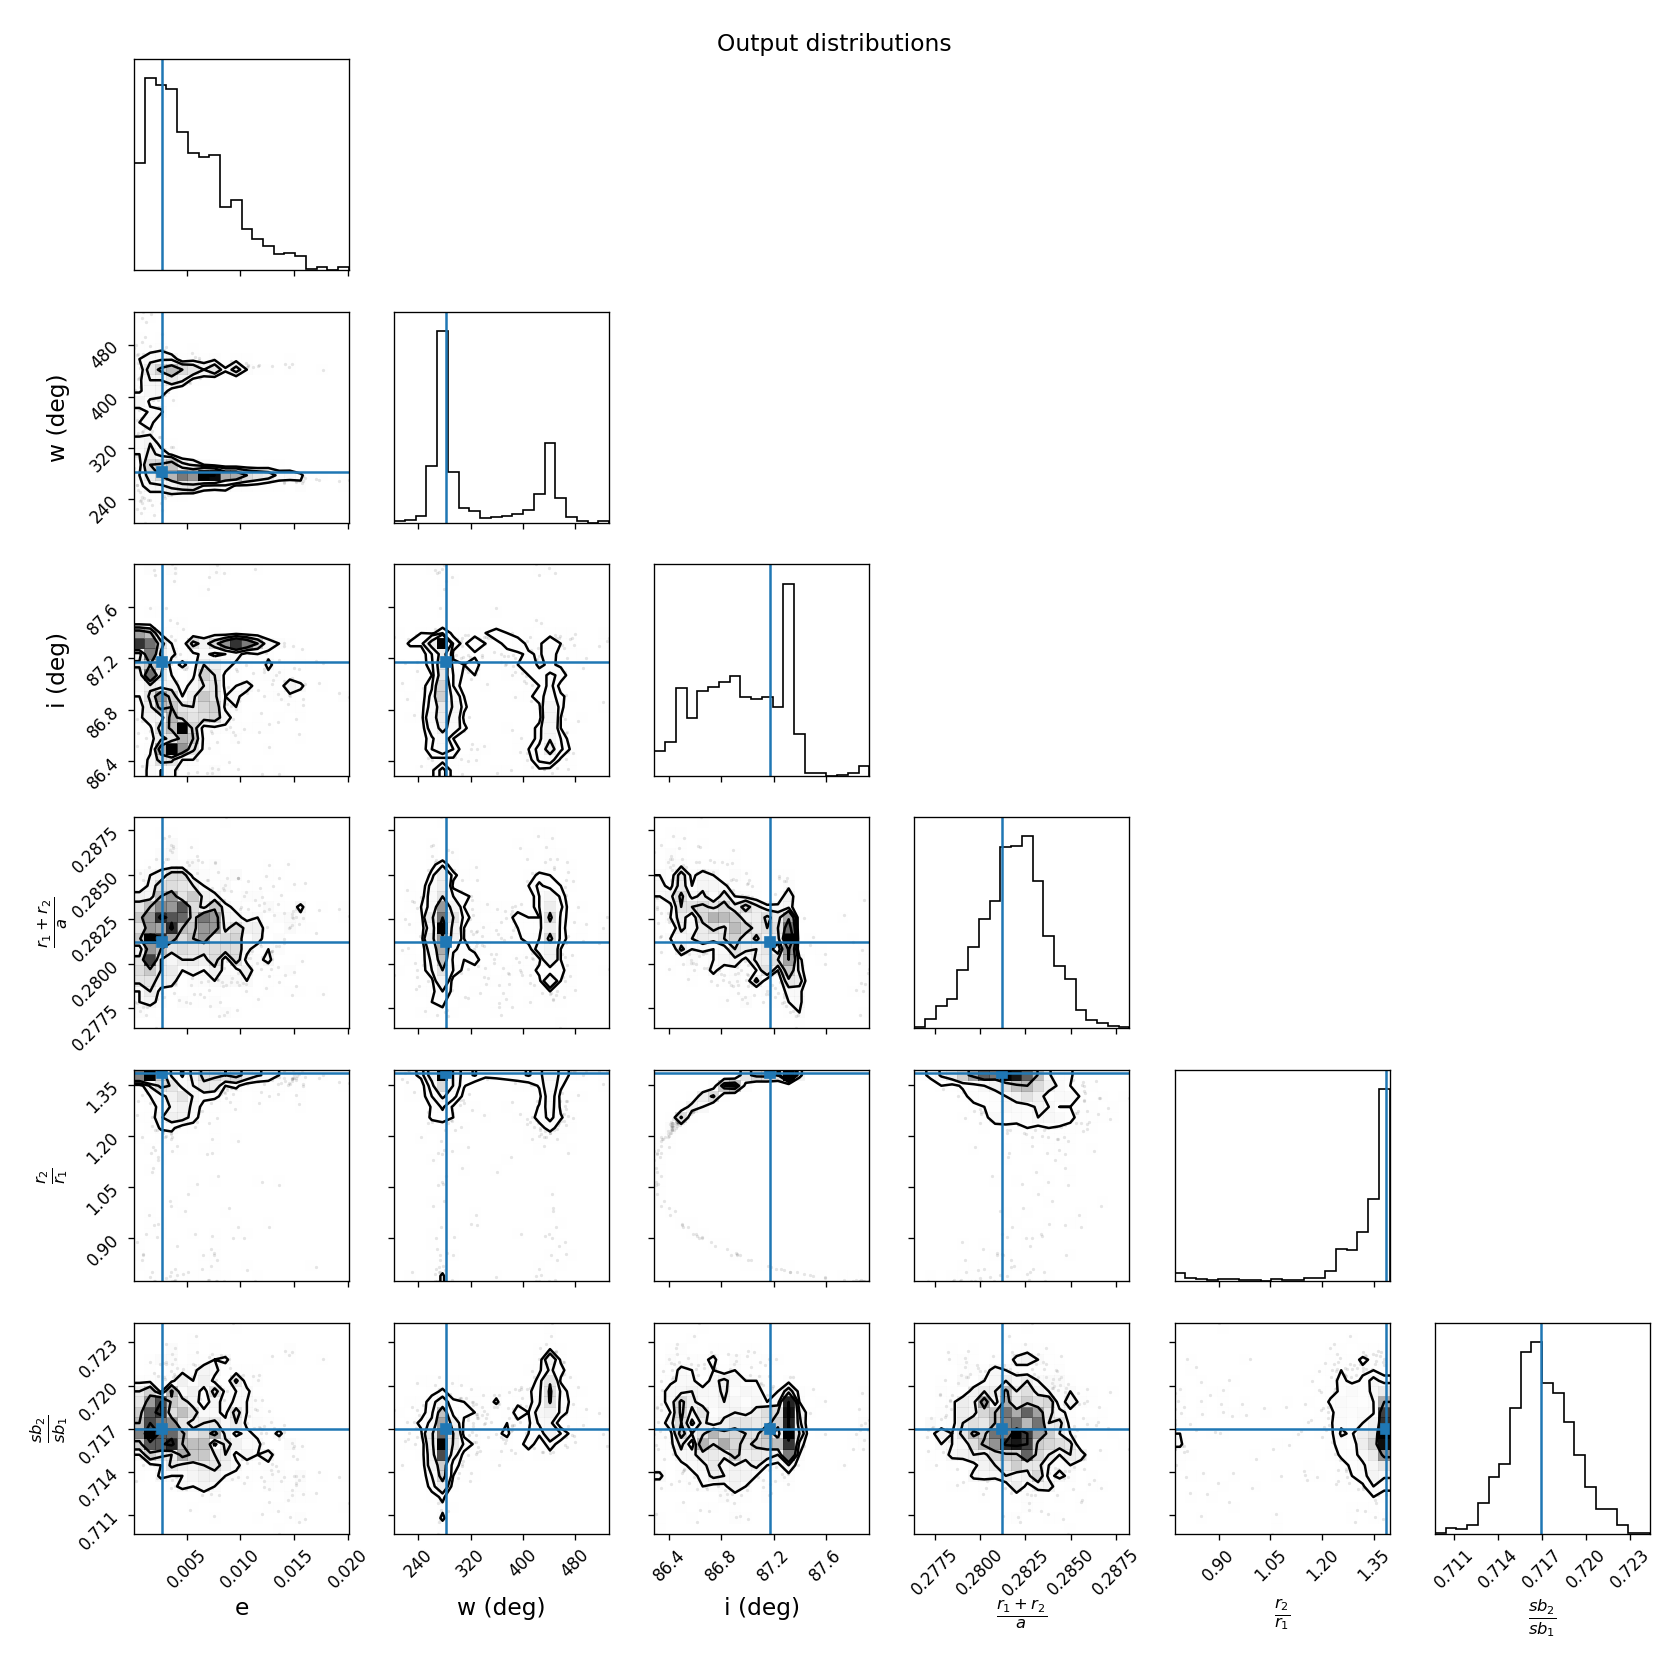 Output distributions
w (deg)
480
400
320
240
i (deg)
87.6
87.2
86.8
86.4
r₁ + r₂
a
0.2875
0.2850
0.2825
0.2800
0.2775
r₂
r₁
1.35
1.20
1.05
0.90
sb₂
sb₁
0.723
0.720
0.717
0.714
0.711
0.005 0.010 0.015 0.020 240 320 400 480 86.4 86.8 87.2 87.6 0.2775 0.2800 0.2825 0.2850 0.2875 0.90 1.05 1.20 1.35 0.711 0.714 0.717 0.720 0.723
e w (deg) i (deg) r₁ + r₂ / a r₂ / r₁ sb₂ / sb₁